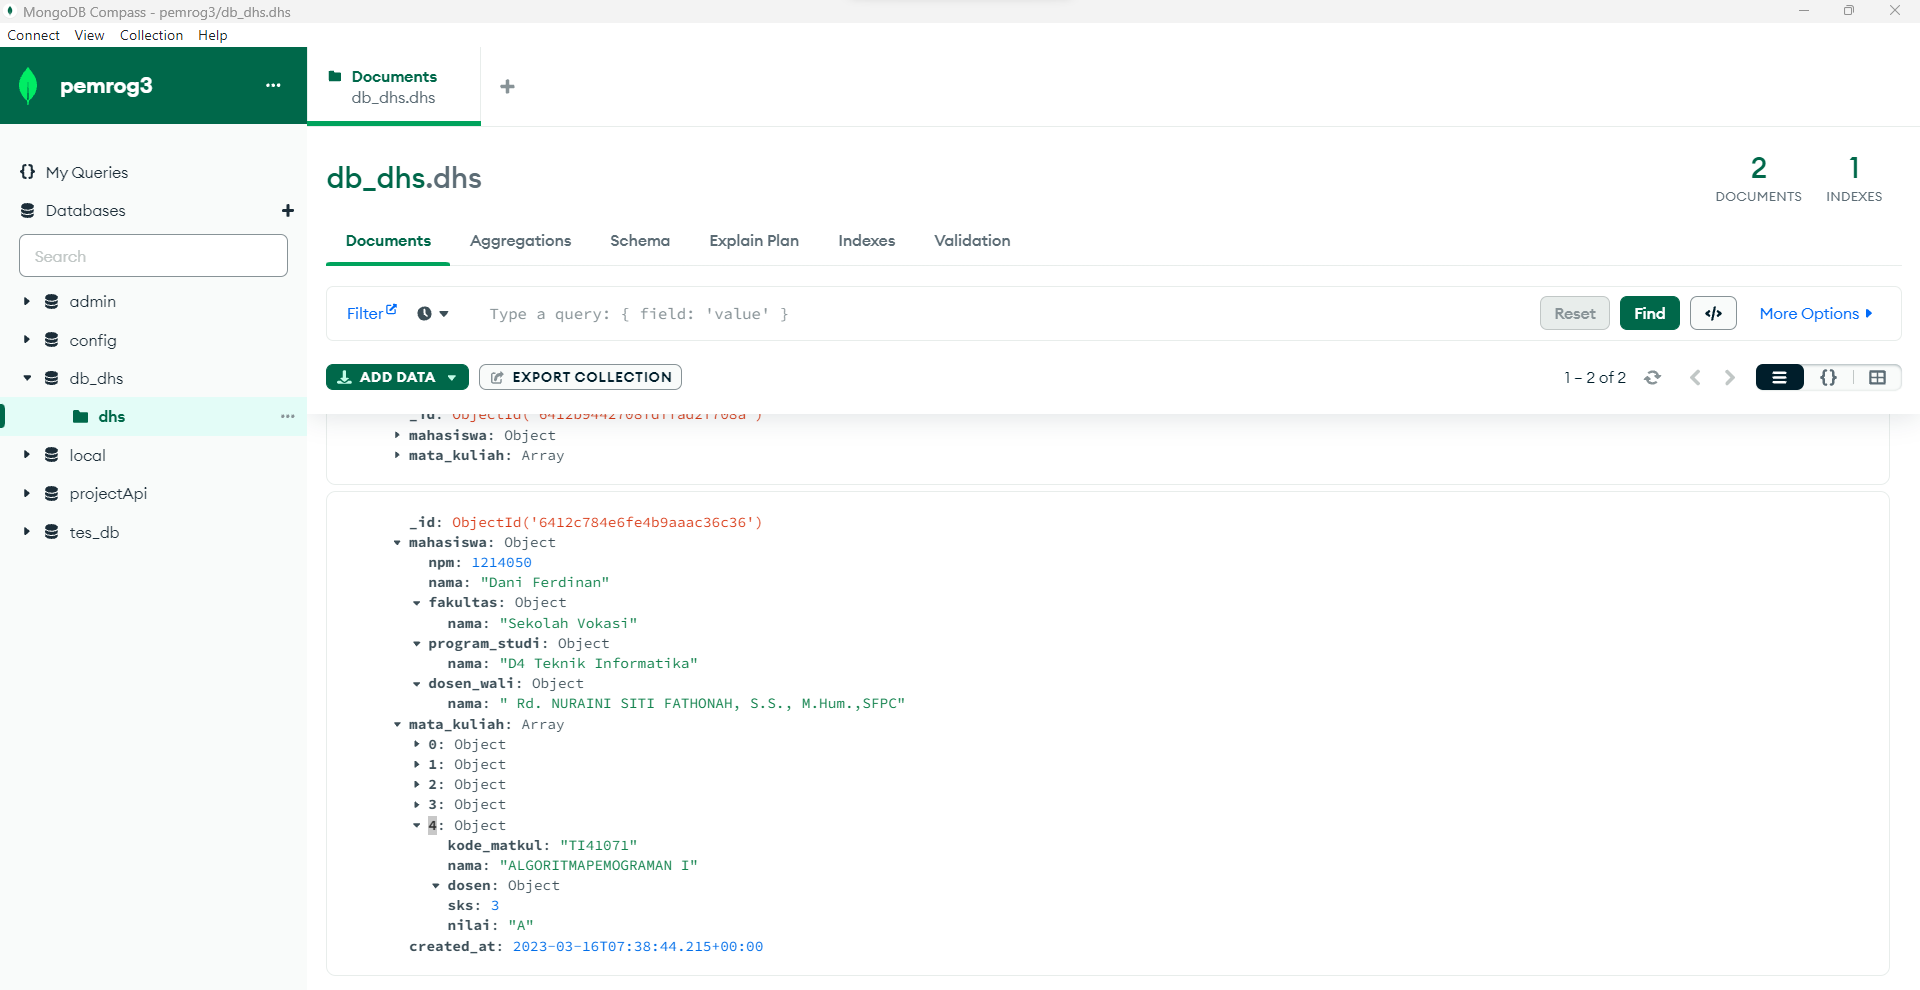 MongoDB Compass - pemrog3/db_dhs.dhs
Connect View Collection Help
pemrog3
Documents
db_dhs.dhs
My Queries
Databases
Search
admin
config
db_dhs
dhs
local
projectApi
tes_db
db_dhs.dhs
2
DOCUMENTS
1
INDEXES
Documents Aggregations Schema Explain Plan Indexes Validation
Filter Type a query: { field: 'value' } Reset Find </> More Options
ADD DATA EXPORT COLLECTION 1 – 2 of 2 {}
mahasiswa: Object
mata_kuliah: Array
_id: ObjectId('6412c784e6fe4b9aaac36c36')
mahasiswa: Object
npm: 1214050
nama: "Dani Ferdinan"
fakultas: Object
nama: "Sekolah Vokasi"
program_studi: Object
nama: "D4 Teknik Informatika"
dosen_wali: Object
nama: " Rd. NURAINI SITI FATHONAH, S.S., M.Hum.,SFPC"
mata_kuliah: Array
0: Object
1: Object
2: Object
3: Object
4: Object
kode_matkul: "TI41071"
nama: "ALGORITMAPEMOGRAMAN I"
dosen: Object
sks: 3
nilai: "A"
created_at: 2023-03-16T07:38:44.215+00:00